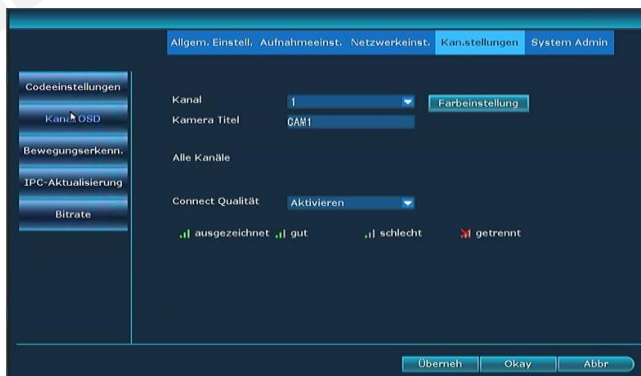 Allgem. Einstell. Aufnahmeeinst. Netzwerkeinst. Kan.stellungen System Admin
Codeeinstellungen
Kanal OSD
Bewegungserkenn.
IPC-Aktualisierung
Bitrate
Kanal 1 Farbeinstellung
Kamera Titel CAM1
Alle Kanäle
Connect Qualität Aktivieren
ausgezeichnet gut schlecht getrennt
Überneh Okay Abbr